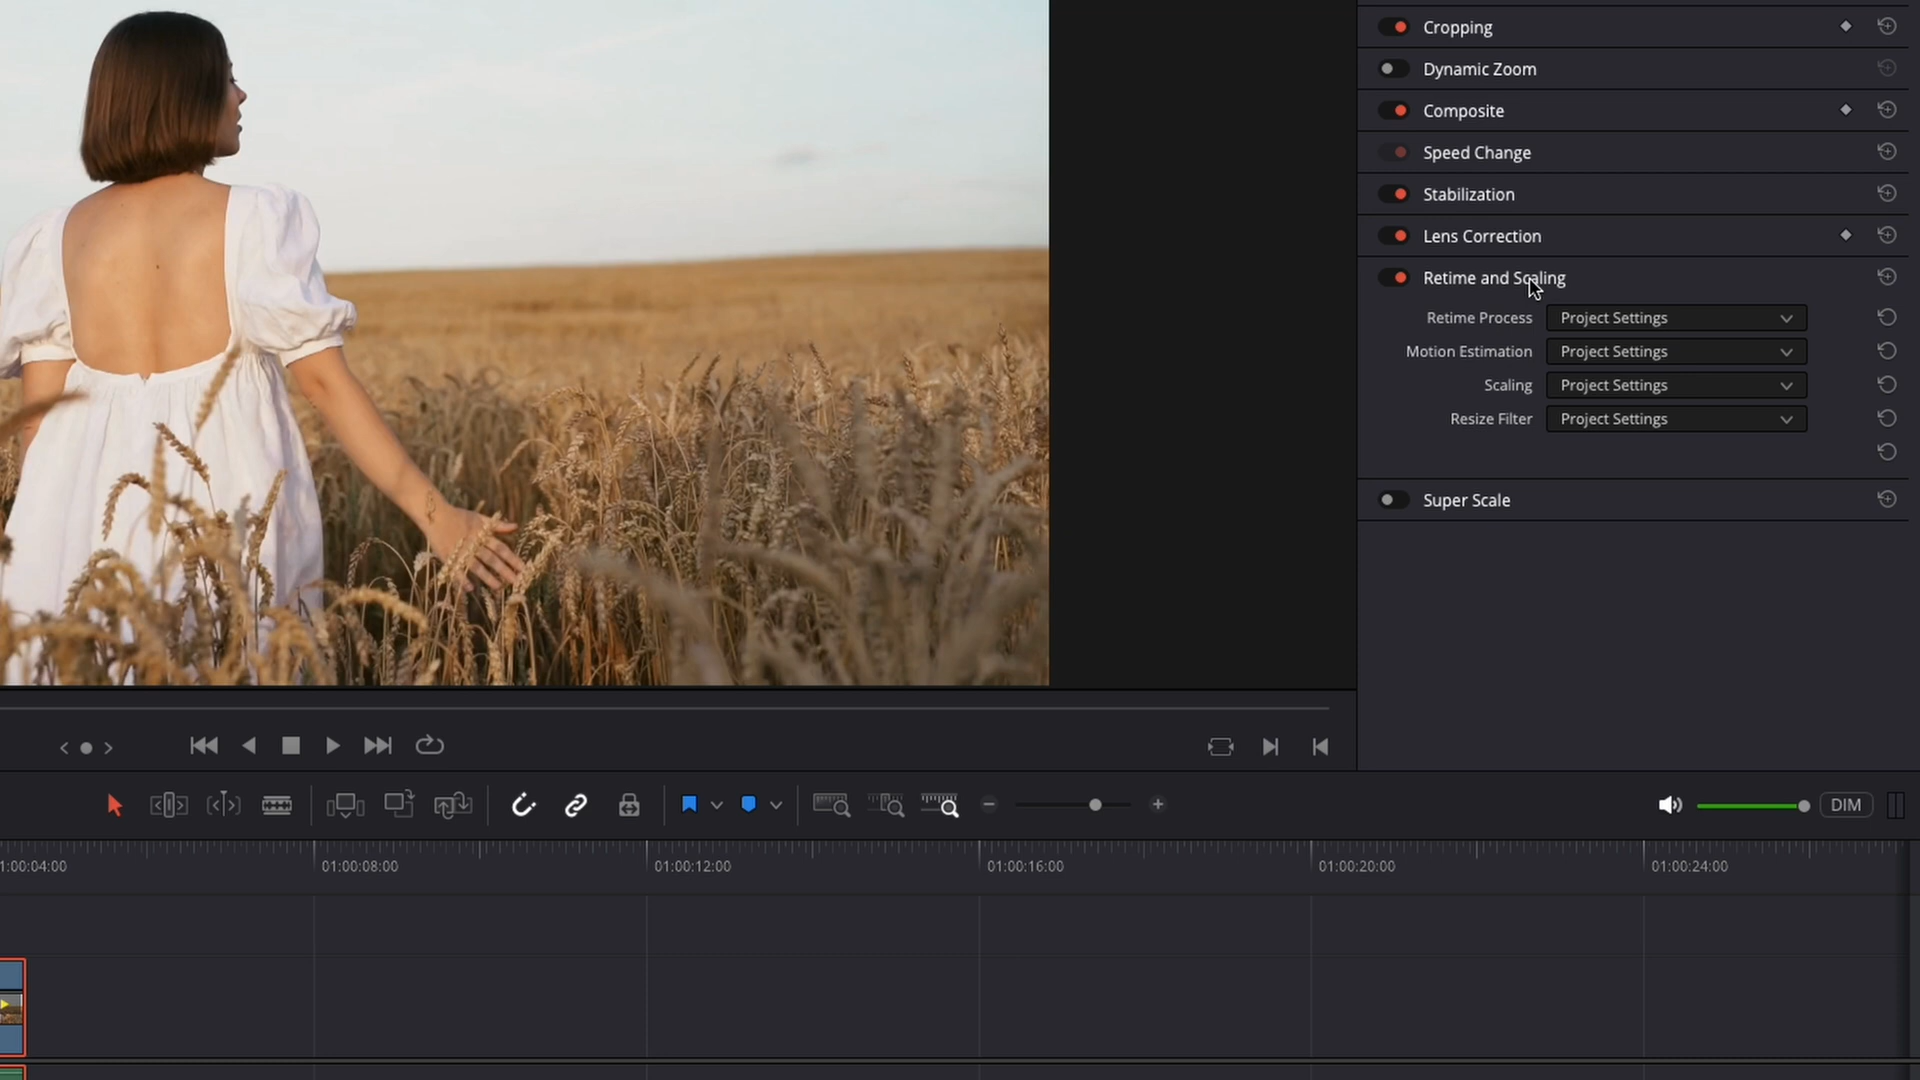 Cropping
Dynamic Zoom
Composite
Speed Change
Stabilization
Lens Correction
Retime and Scaling
Retime Process Project Settings
Motion Estimation Project Settings
Scaling Project Settings
Resize Filter Project Settings
Super Scale
DIM
1:00:04:00 01:00:08:00 01:00:12:00 01:00:16:00 01:00:20:00 01:00:24:00